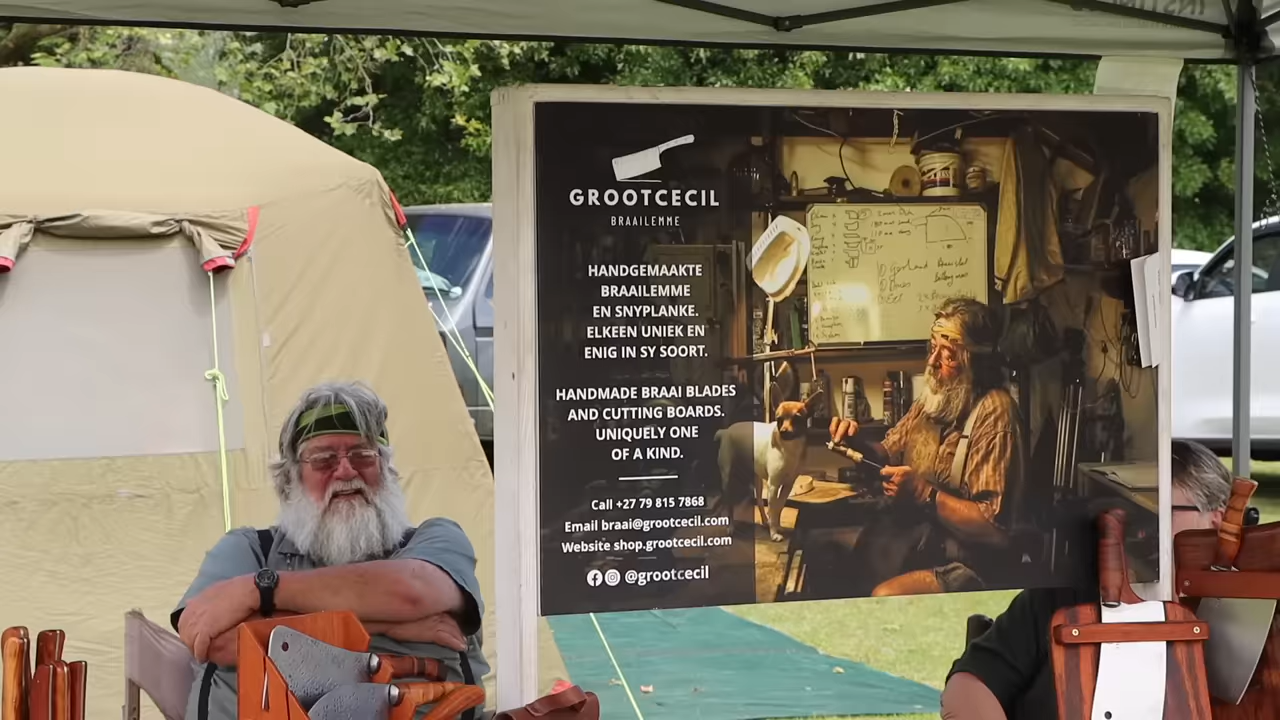 GROOTCECIL
BRAAILEMME
HANDGEMAAKTE
BRAAILEMME
EN SNYPLANKE.
ELKEEN UNIEK EN
ENIG IN SY SOORT.
HANDMADE BRAAI BLADES
AND CUTTING BOARDS.
UNIQUELY ONE
OF A KIND.
Call +27 79 815 7868
Email braai@grootcecil.com
Website shop.grootcecil.com
@grootcecil